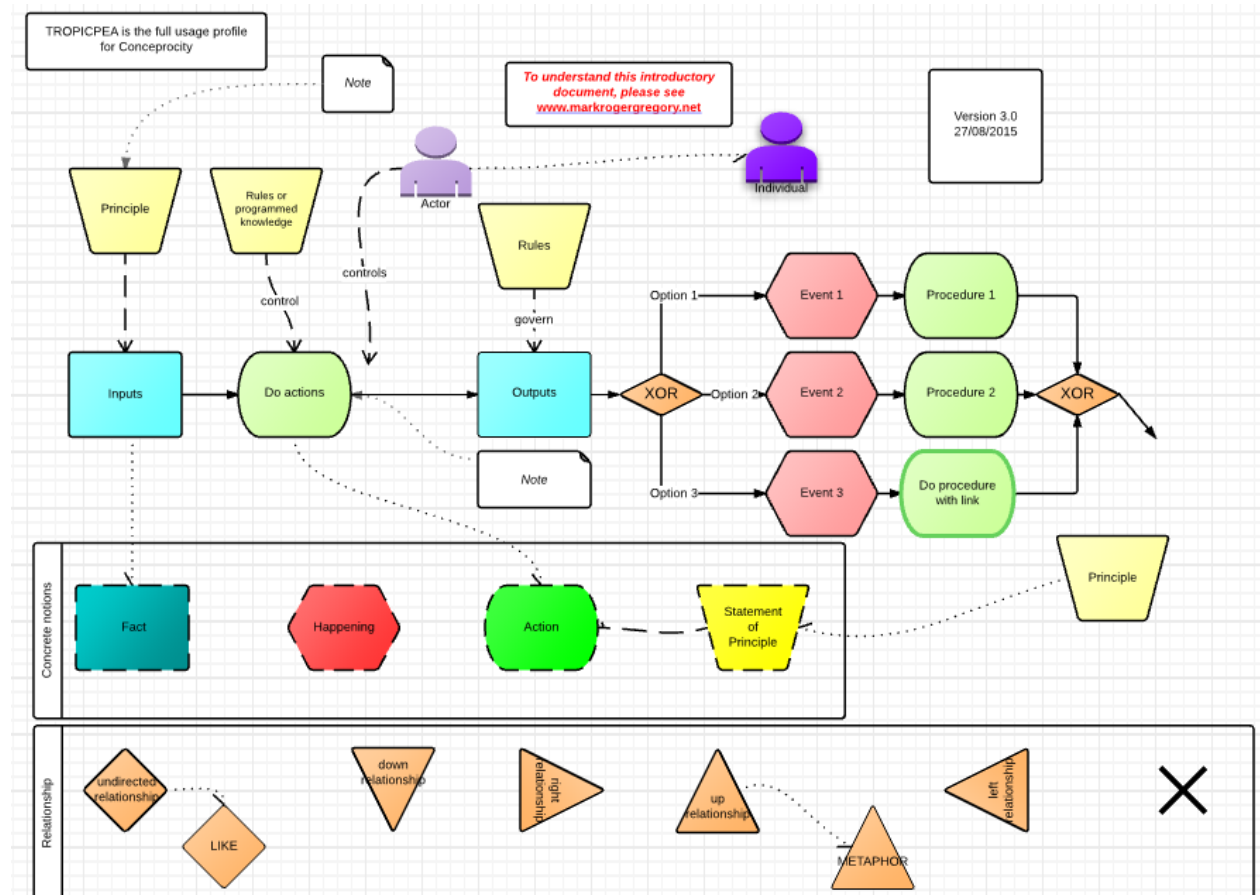 TROPICPEA is the full usage profile
for Conceprocity
Note
To understand this introductory
document, please see
www.markrogergregory.net
Version 3.0
27/08/2015
Principle
Rules or
programmed
knowledge
Actor
Individual
Rules
controls
control
govern
Option 1
Event 1
Procedure 1
Inputs
Do actions
Outputs
XOR
Option 2
Event 2
Procedure 2
XOR
Note
Option 3
Event 3
Do procedure
with link
Principle
Concrete notions
Fact
Happening
Action
Statement
of
Principle
Relationship
undirected
relationship
LIKE
down
relationship
right
relationship
up
relationship
METAPHOR
left
relationship